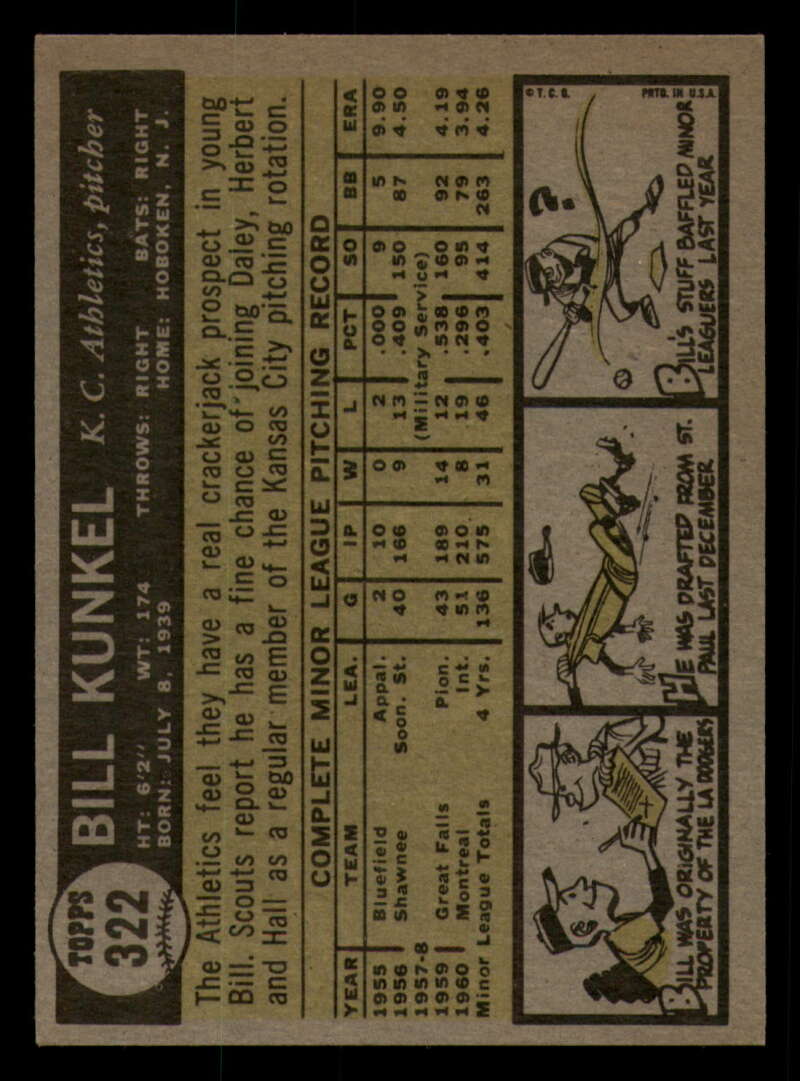 TOPPS
322
BILL KUNKEL K. C. Athletics, pitcher
HT: 6'2" WT: 174 THROWS: RIGHT BATS: RIGHT
BORN: JULY 8, 1939 HOME: HOBOKEN, N. J.
The Athletics feel they have a real crackerjack prospect in young
Bill. Scouts report he has a fine chance of joining Daley, Herbert
and Hall as a regular member of the Kansas City pitching rotation.
COMPLETE MINOR LEAGUE PITCHING RECORD
YEAR TEAM LEA. G IP W L PCT SO BB ERA
1955 Bluefield Appal. 2 10 0 2 .000 9 5 9.90
1956 Shawnee Soon. St. 40 166 9 13 .409 150 87 4.50
1957-8 (Military Service)
1959 Great Falls Pion. 43 189 14 12 .538 160 92 4.19
1960 Montreal Int. 51 210 8 19 .296 95 79 3.94
Minor League Totals 4 Yrs. 136 575 31 46 .403 414 263 4.26
BILL WAS ORIGINALLY THE
PROPERTY OF THE LA DODGERS
HE WAS DRAFTED FROM ST.
PAUL LAST DECEMBER
© T. C. G. PRTD. IN U.S.A.
?
BILL'S STUFF BAFFLED MINOR
LEAGUERS LAST YEAR